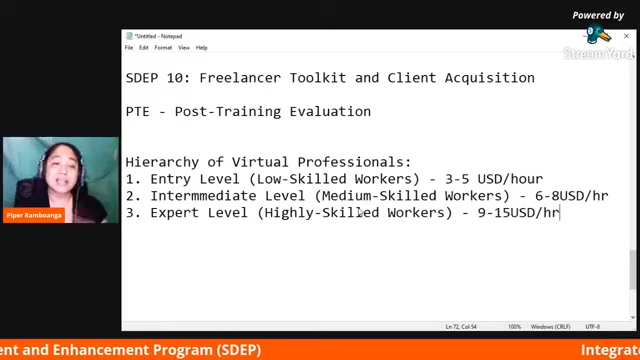 Powered by
StreamYard
*Untitled - Notepad
File Edit Format View Help
SDEP 10: Freelancer Toolkit and Client Acquisition
PTE - Post-Training Evaluation
Hierarchy of Virtual Professionals:
1. Entry Level (Low-Skilled Workers) - 3-5 USD/hour
2. Intermmediate Level (Medium-Skilled Workers) - 6-8USD/hr
3. Expert Level (Highly-Skilled Workers) - 9-15USD/hr
Piper Ramboanga
Ln 72, Col 54 100% Windows (CRLF) UTF-8
ent and Enhancement Program (SDEP) Integrate